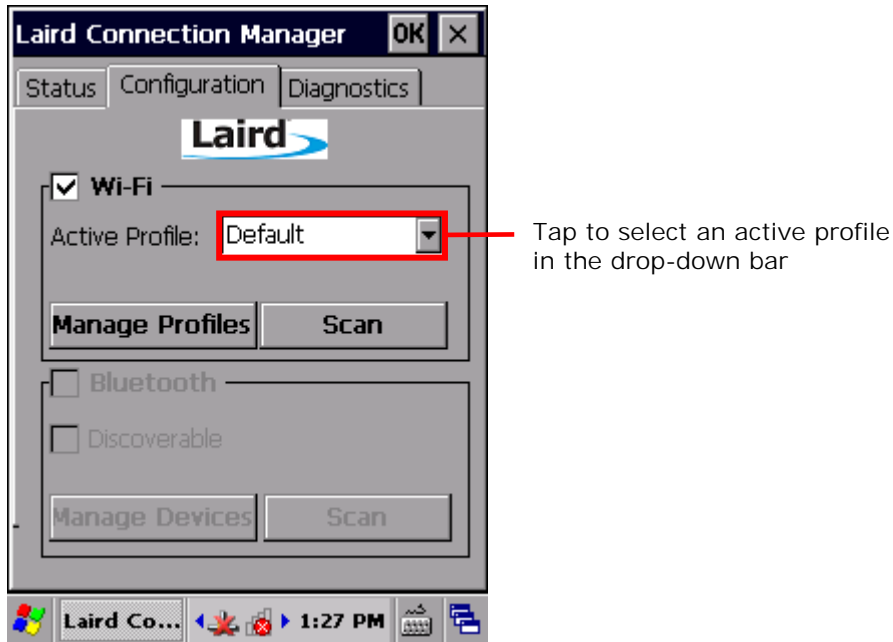 Laird Connection Manager OK
Status Configuration Diagnostics
Laird
Wi-Fi
Active Profile: Default
Tap to select an active profile
in the drop-down bar
Manage Profiles Scan
Bluetooth
Discoverable
Manage Devices Scan
Laird Co... 1:27 PM